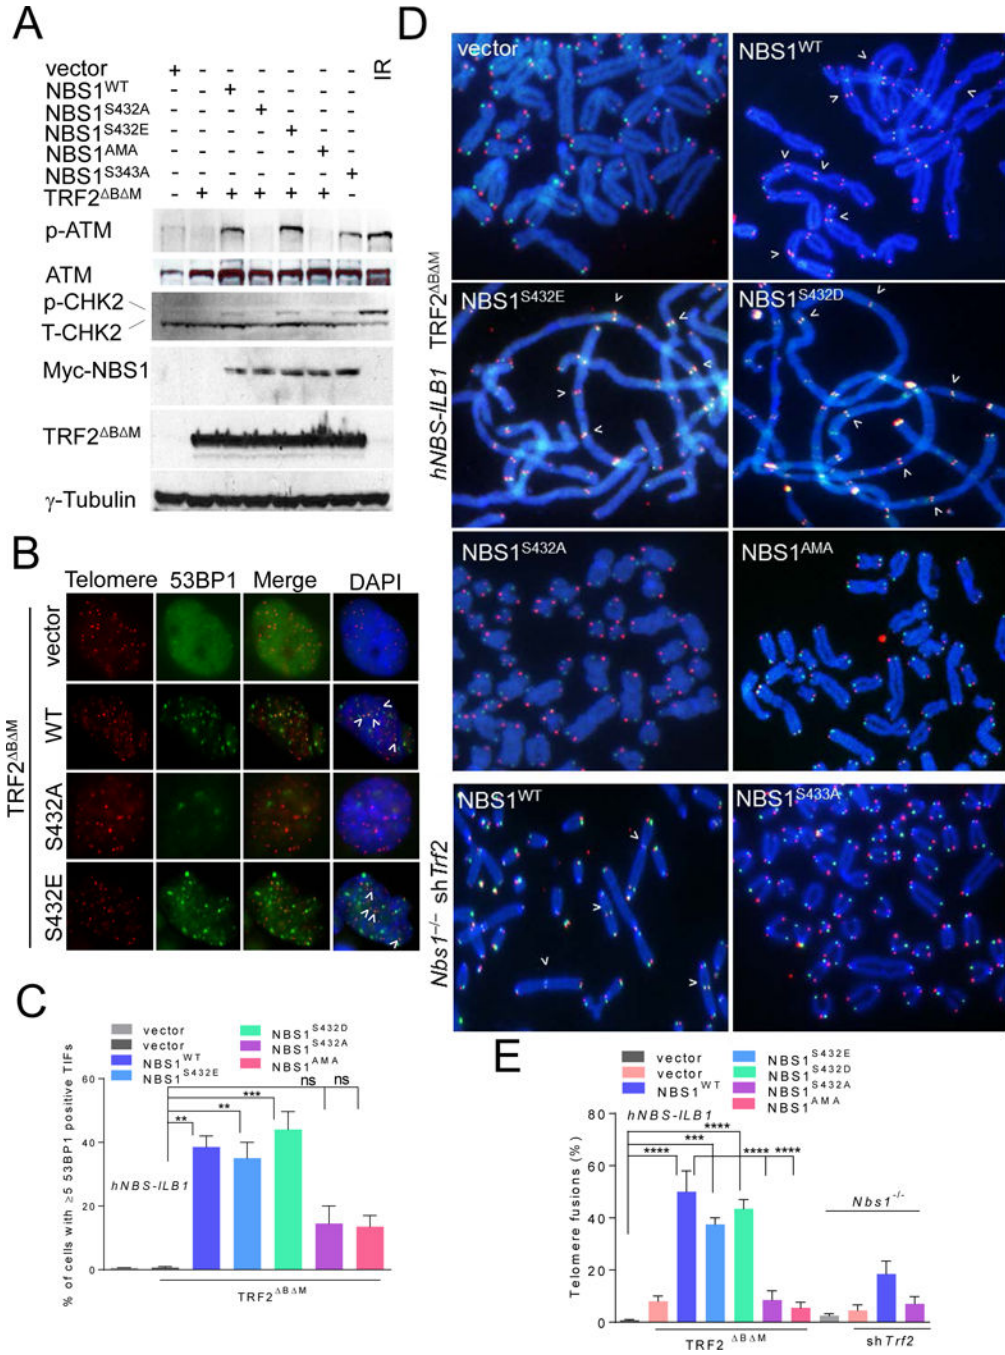 A
vector + - - - - - - IR
NBS1WT - - + - - - -
NBS1S432A - - - + - - -
NBS1S432E - - - - + - -
NBS1AMA - - - - - + -
NBS1S343A - - - - - - +
TRF2ΔBΔM - + + + + + -
p-ATM
ATM
p-CHK2
T-CHK2
Myc-NBS1
TRF2ΔBΔM
γ-Tubulin
B
Telomere 53BP1 Merge DAPI
TRF2ΔBΔM
vector
WT
S432A
S432E
C
vector
vector
NBS1WT
NBS1S432E
NBS1S432D
NBS1S432A
NBS1AMA
% of cells with ≥5 53BP1 positive TIFs
60
40
20
0
ns ns
***
**
**
hNBS-ILB1
TRF2ΔBΔM
D
hNBS-ILB1 TRF2ΔBΔM
vector
NBS1WT
NBS1S432E
NBS1S432D
NBS1S432A
NBS1AMA
Nbs1–/– shTrf2
NBS1WT
NBS1S433A
E
vector
vector
NBS1WT
NBS1S432E
NBS1S432D
NBS1S432A
NBS1AMA
Telomere fusions (%)
80
60
40
20
0
hNBS-ILB1
****
***
**** **** ****
Nbs1-/-
TRF2ΔBΔM
shTrf2